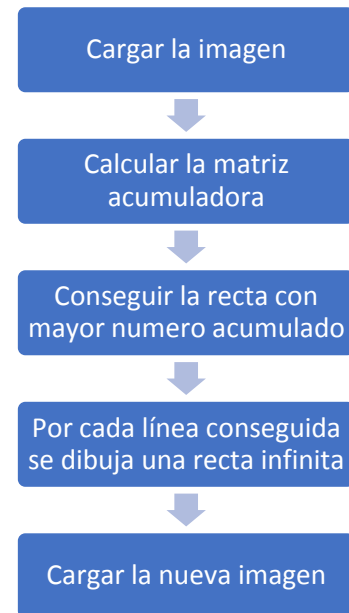 Cargar la imagen
Calcular la matriz
acumuladora
Conseguir la recta con
mayor numero acumulado
Por cada línea conseguida
se dibuja una recta infinita
Cargar la nueva imagen